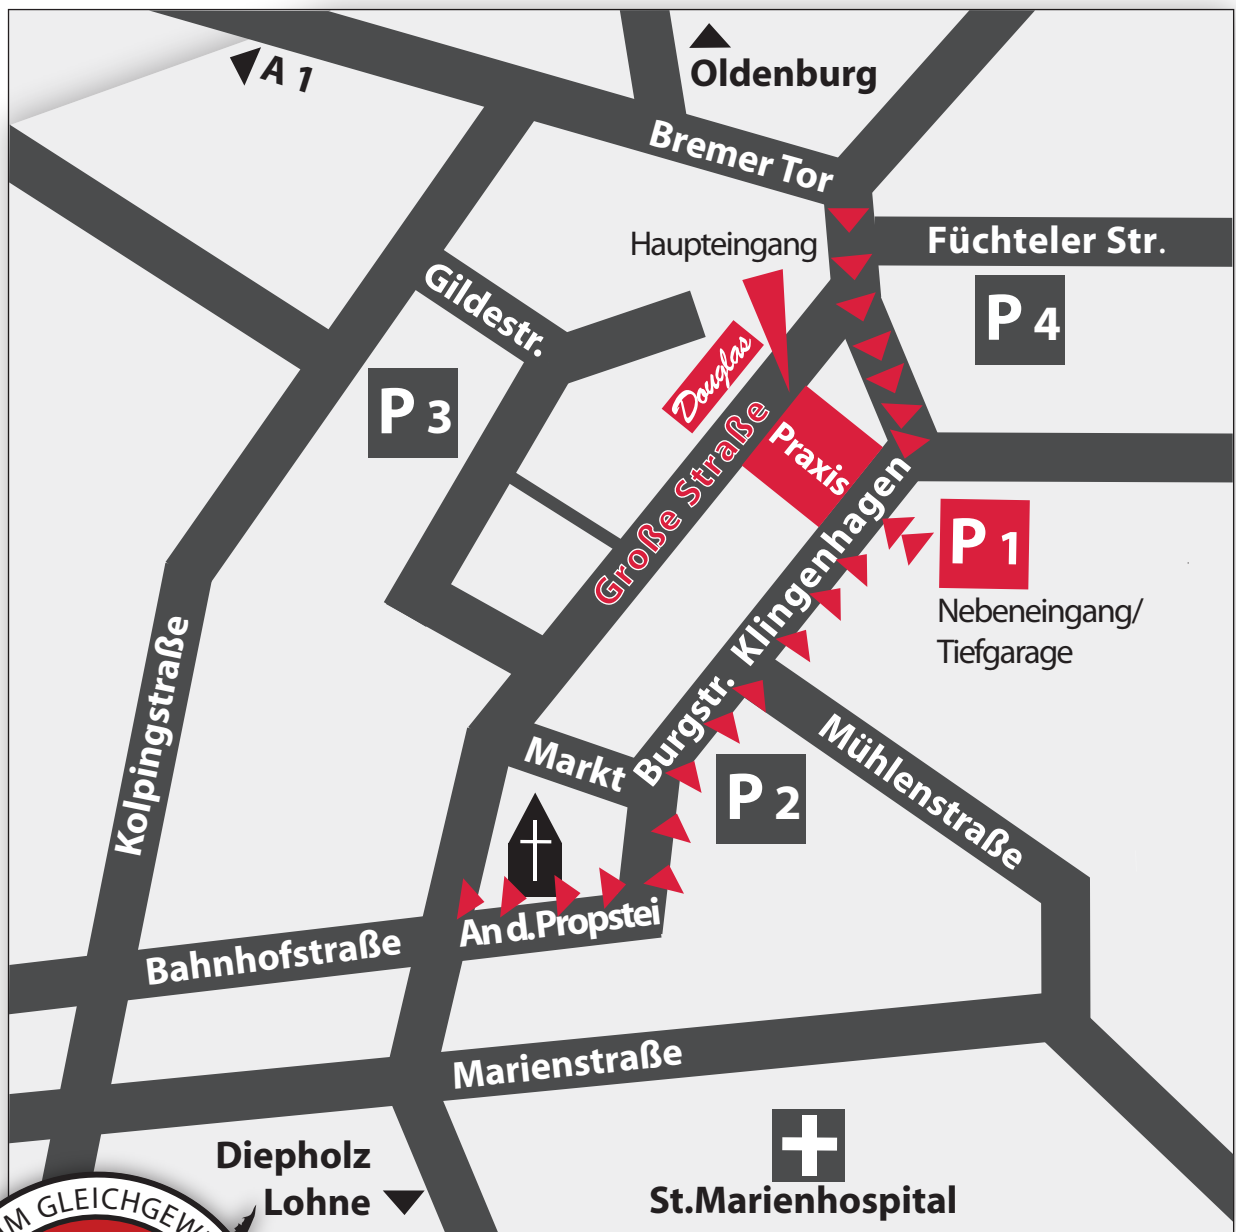 A 1
Oldenburg
Bremer Tor
Haupteingang
Füchteler Str.
Gildestr.
P 4
Douglas
P 3
Große Straße
Praxis
Klingenhagen
P 1
Nebeneingang/
Tiefgarage
Kolpingstraße
Burgstr.
Markt
Mühlenstraße
P 2
An d. Propstei
Bahnhofstraße
Marienstraße
Diepholz
Lohne
St.Marienhospital